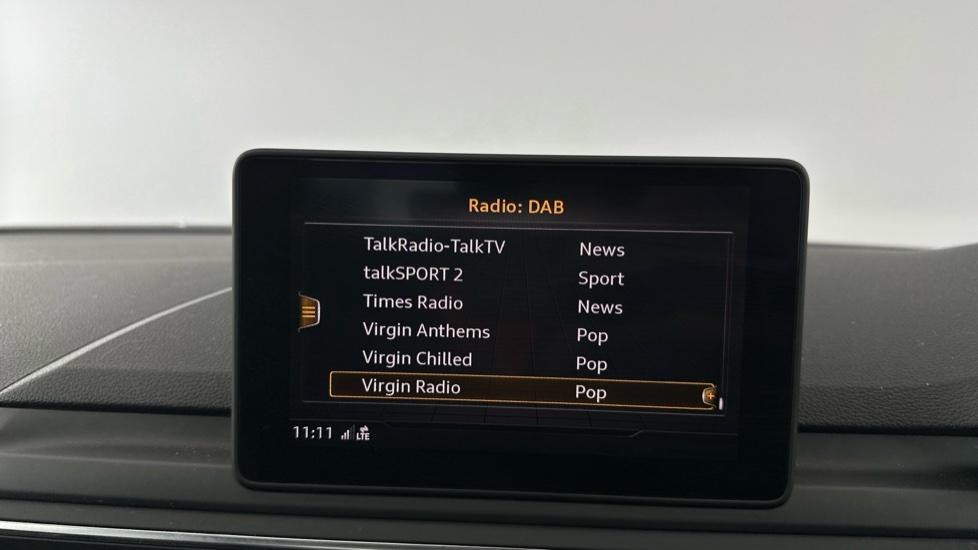 Radio: DAB
TalkRadio-TalkTV News
talkSPORT 2 Sport
Times Radio News
Virgin Anthems Pop
Virgin Chilled Pop
Virgin Radio Pop
11:11 LTE